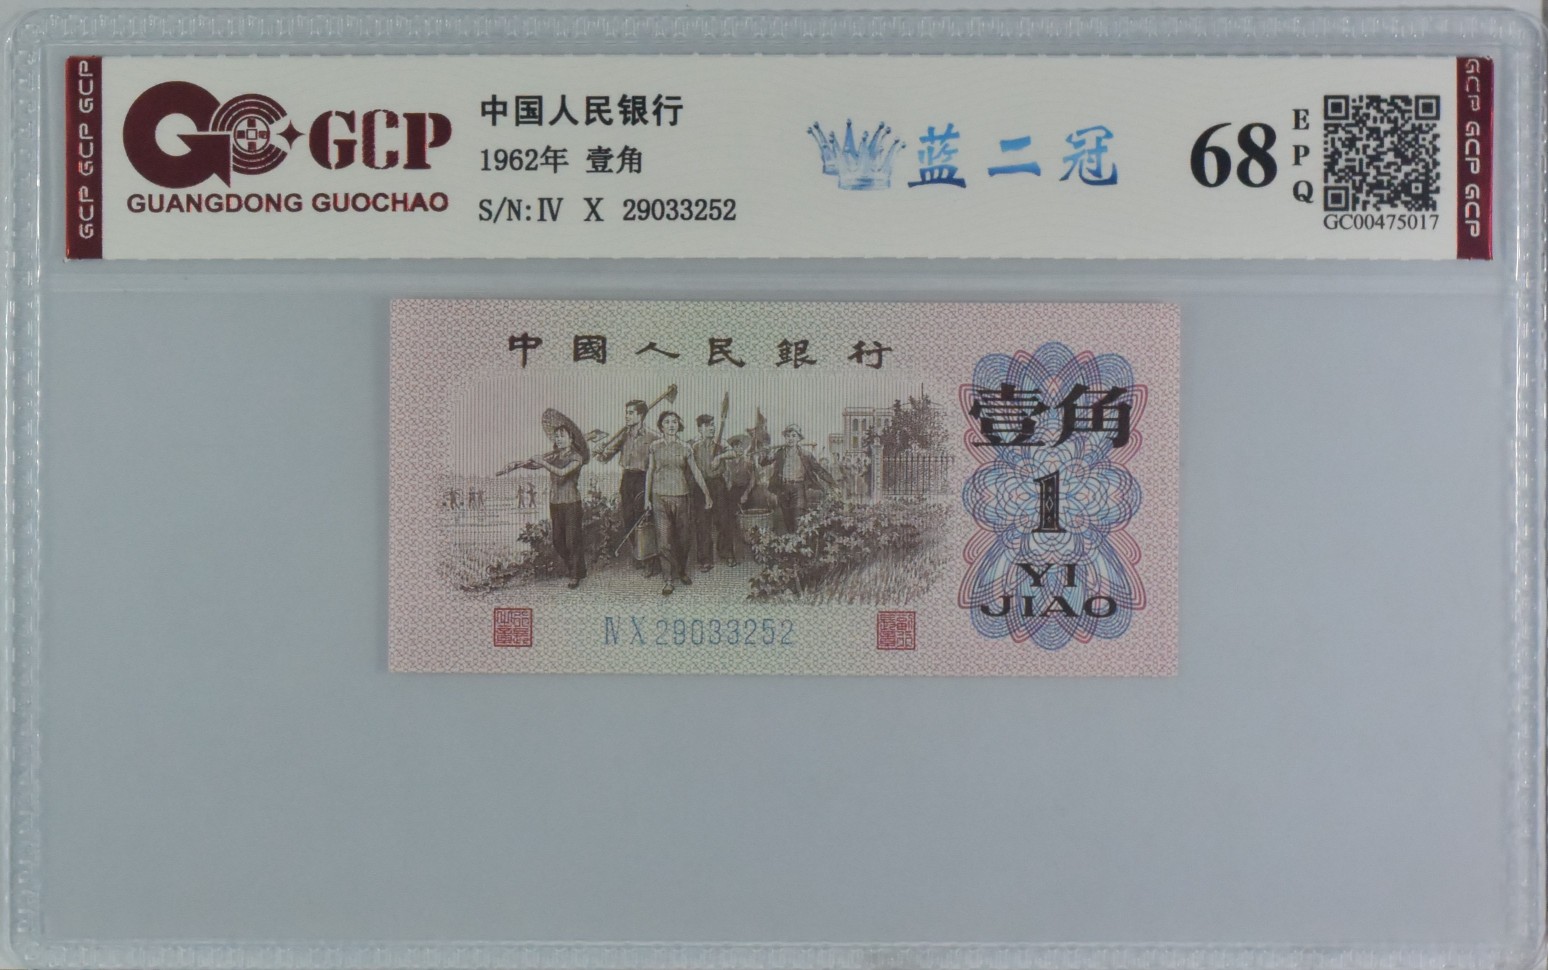 GCP GCP GCP
GCP
GUANGDONG GUOCHAO
中国人民银行
1962年 壹角
S/N:Ⅳ X 29033252
蓝二冠
68
EPQ
GC00475017
GCP GCP GCP
中國人民銀行
壹角
1
YI
JIAO
Ⅳ X 29033252